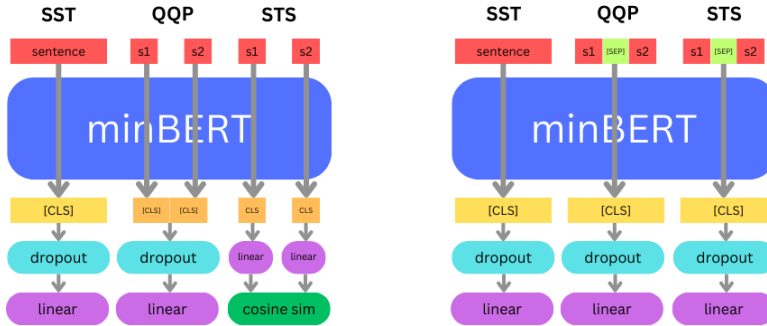 SST QQP STS
sentence s1 s2 s1 s2
minBERT
[CLS] [CLS] [CLS] CLS CLS
dropout dropout linear linear
linear linear cosine sim
SST QQP STS
sentence s1 [SEP] s2 s1 [SEP] s2
minBERT
[CLS] [CLS] [CLS]
dropout dropout dropout
linear linear linear